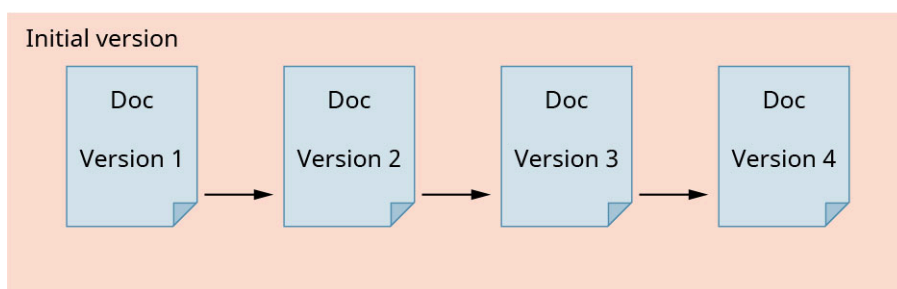 Initial version
Doc
Version 1
Doc
Version 2
Doc
Version 3
Doc
Version 4